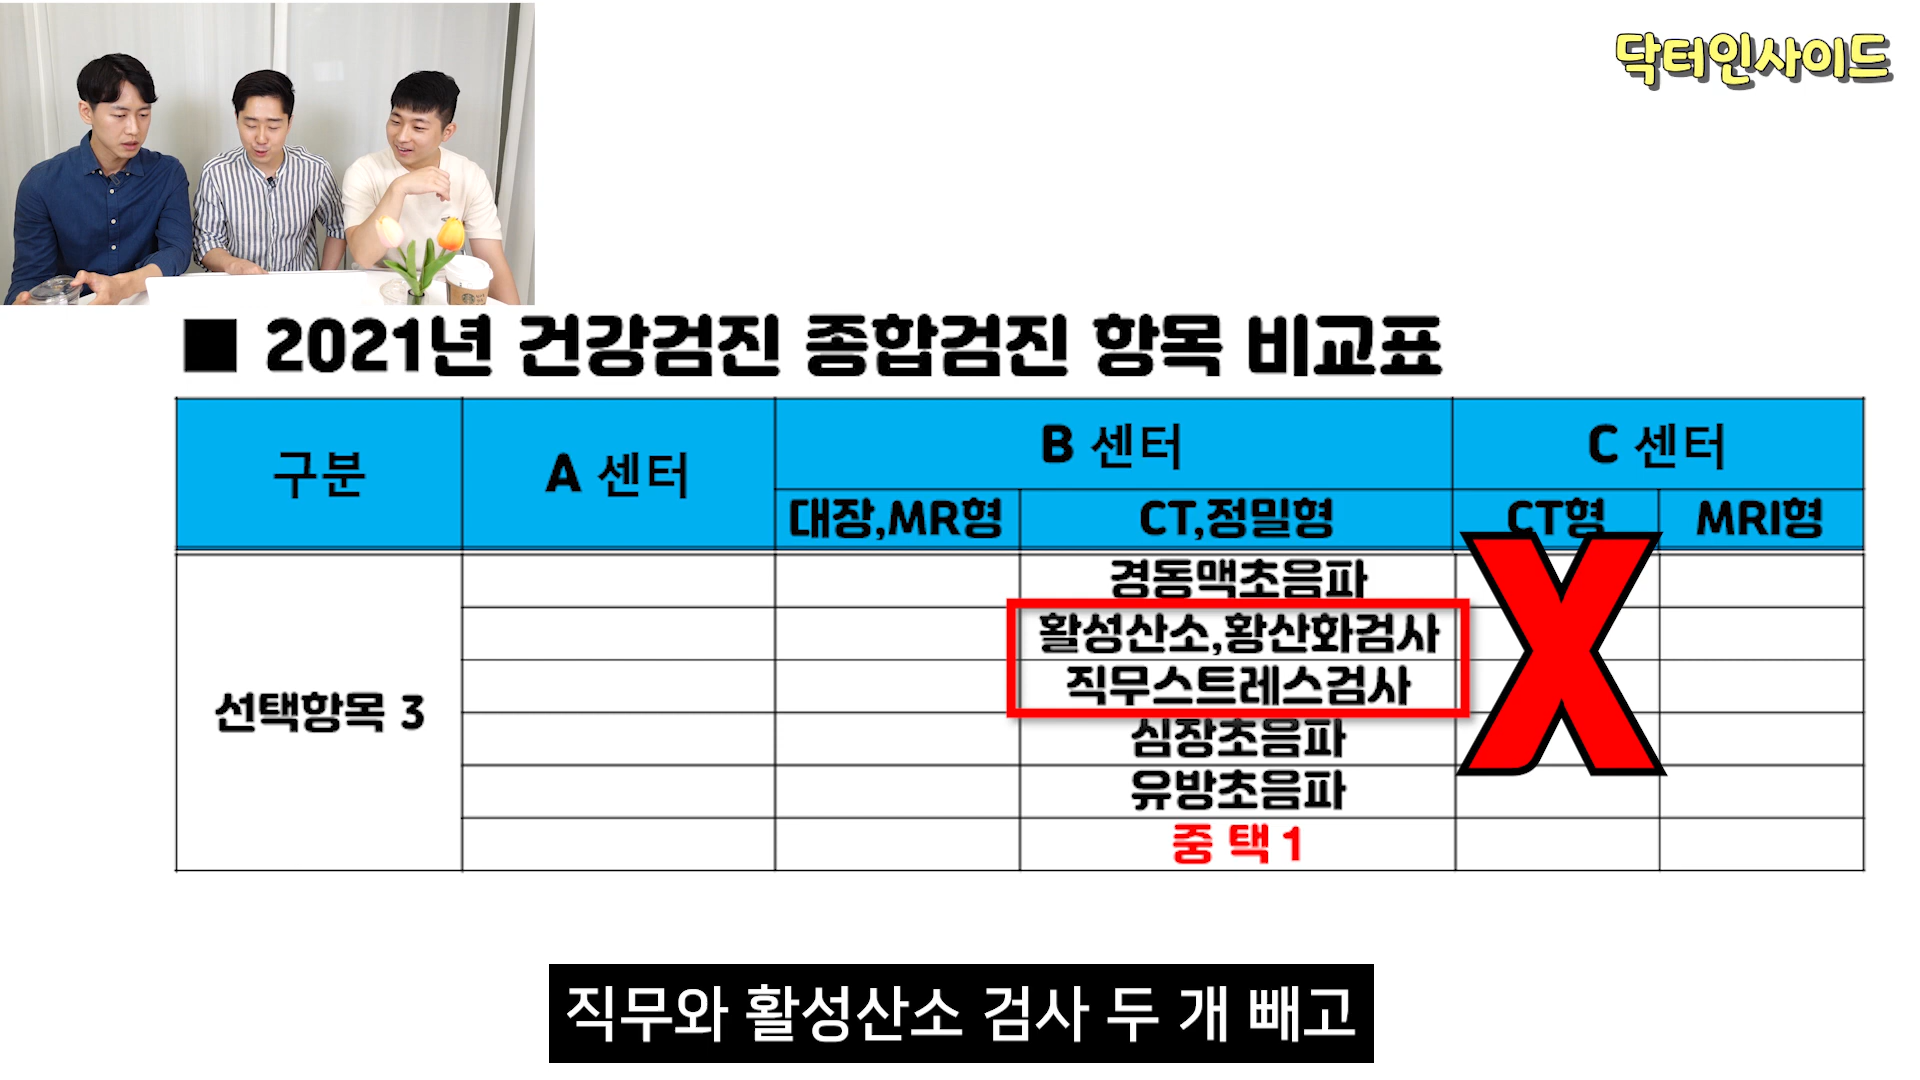 닥터인사이드
■ 2021년 건강검진 종합검진 항목 비교표
구분
A 센터
B 센터
C 센터
대장,MR형
CT,정밀형
CT형
MRI형
선택항목 3
경동맥초음파
활성산소,황산화검사
직무스트레스검사
심장초음파
유방초음파
중 택 1
X
직무와 활성산소 검사 두 개 빼고